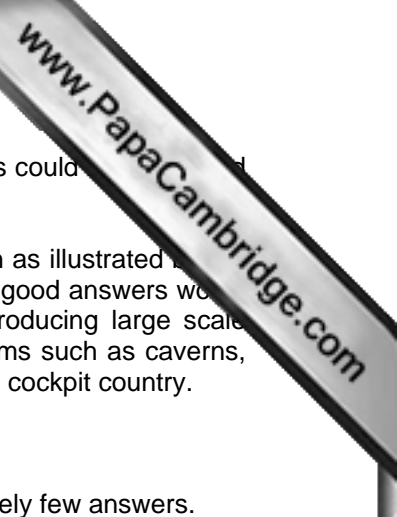 www.PapaCambridge.com
s could
n as illustrated
good answers
roducing large scale
ms such as caverns,
cockpit country.
ely few answers.